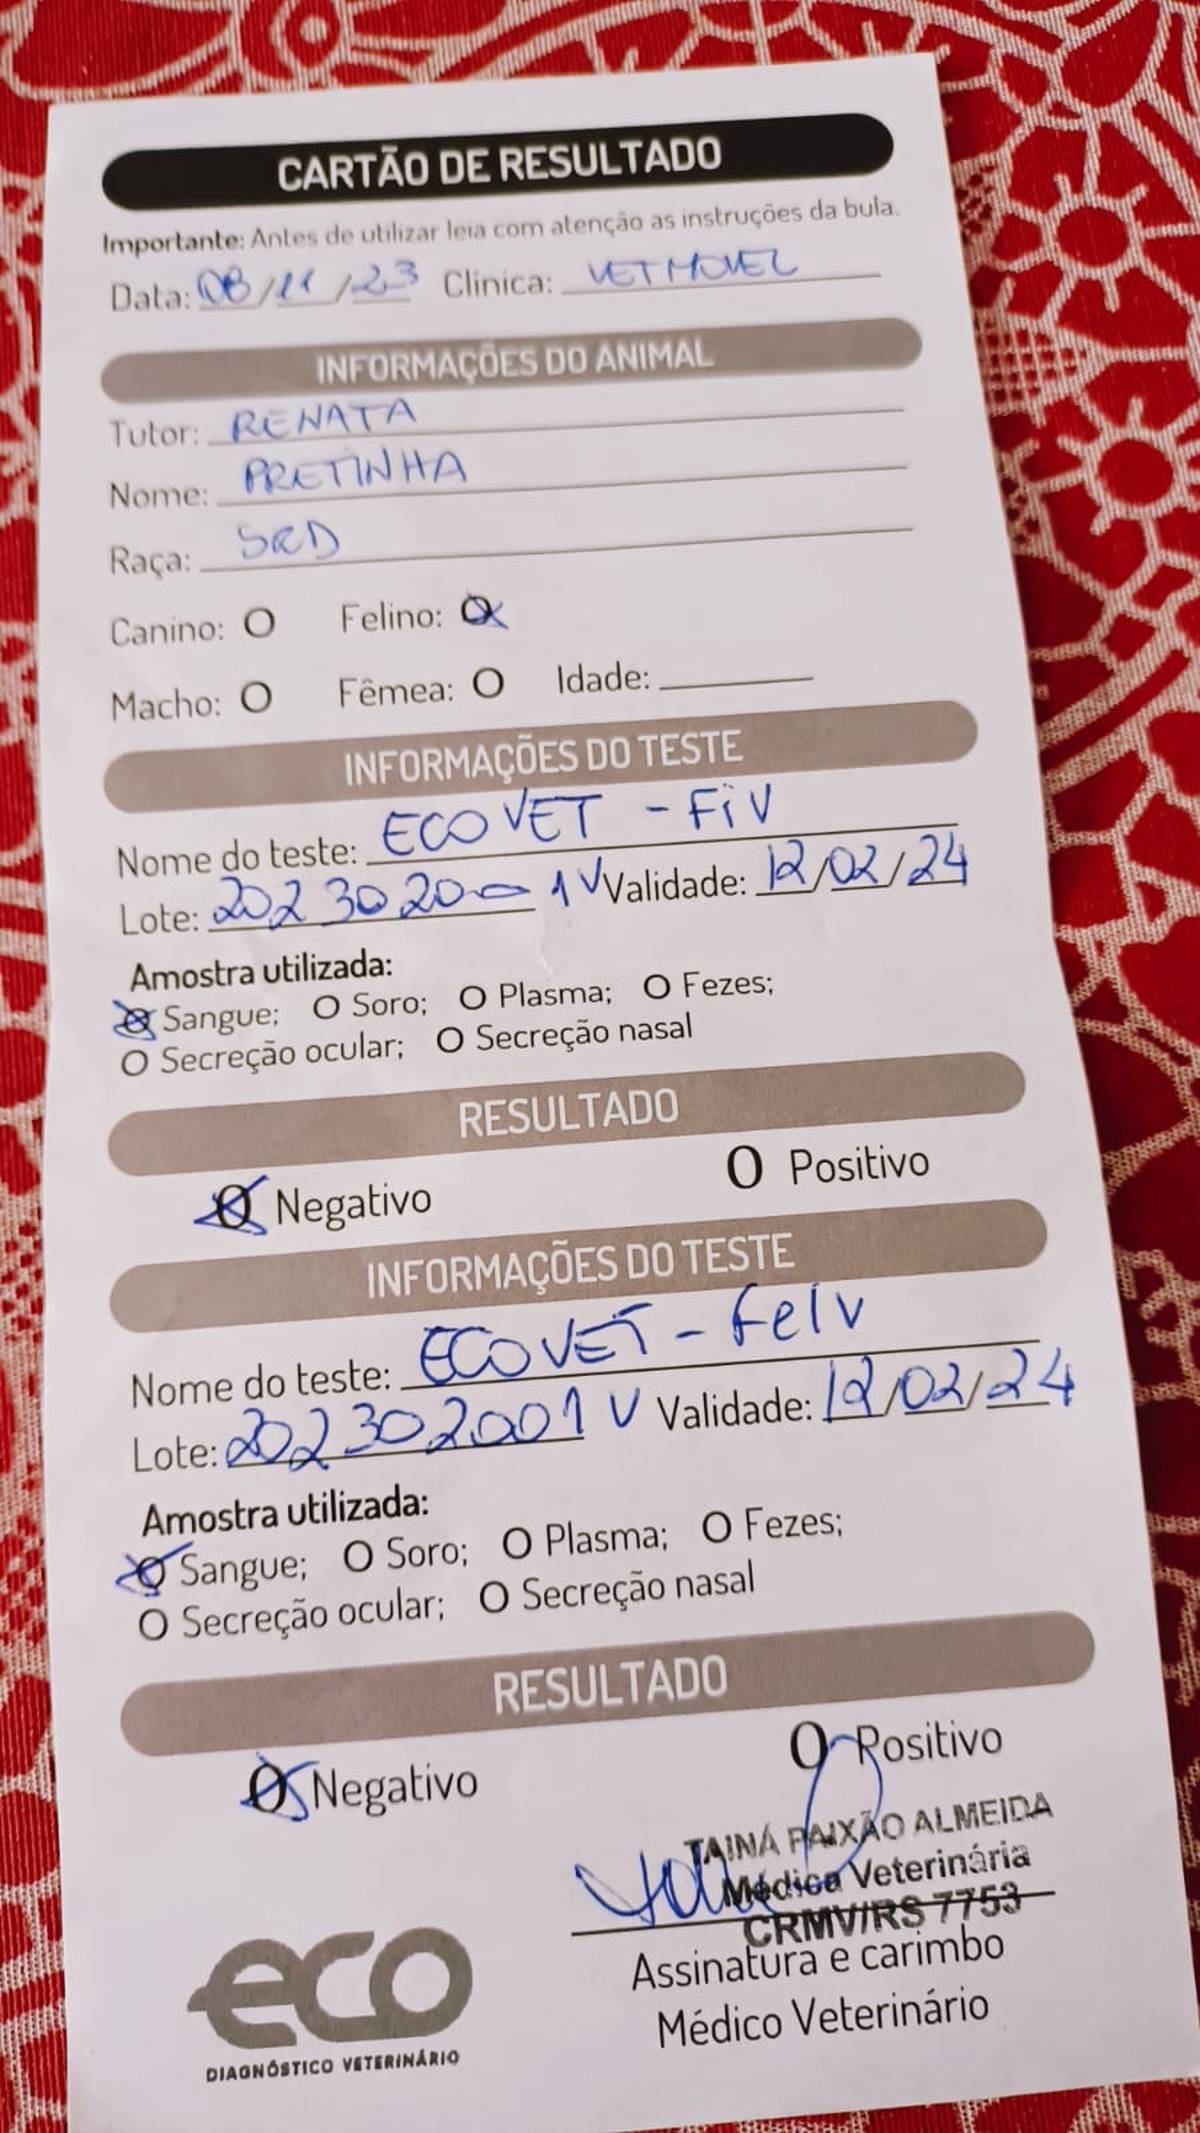 CARTÃO DE RESULTADO
Importante: Antes de utilizar leia com atenção as instruções da bula.
Data: 08/11/23 Clínica: VETMOVEL
INFORMAÇÕES DO ANIMAL
Tutor: RENATA
Nome: PRETINHA
Raça: SRD
Canino: O Felino: O
Macho: O Fêmea: O Idade:
INFORMAÇÕES DO TESTE
Nome do teste: ECOVET - FiV
Lote: 2023020001V Validade: 12/02/24
Amostra utilizada:
O Sangue; O Soro; O Plasma; O Fezes;
O Secreção ocular; O Secreção nasal
RESULTADO
O Negativo O Positivo
INFORMAÇÕES DO TESTE
Nome do teste: ECOVET - Felv
Lote: 202302001 V Validade: 12/02/24
Amostra utilizada:
O Sangue; O Soro; O Plasma; O Fezes;
O Secreção ocular; O Secreção nasal
RESULTADO
O Negativo O Positivo
TAINÁ PAIXÃO ALMEIDA
Médica Veterinária
CRMV/RS 7753
Assinatura e carimbo
Médico Veterinário
eco
DIAGNÓSTICO VETERINÁRIO